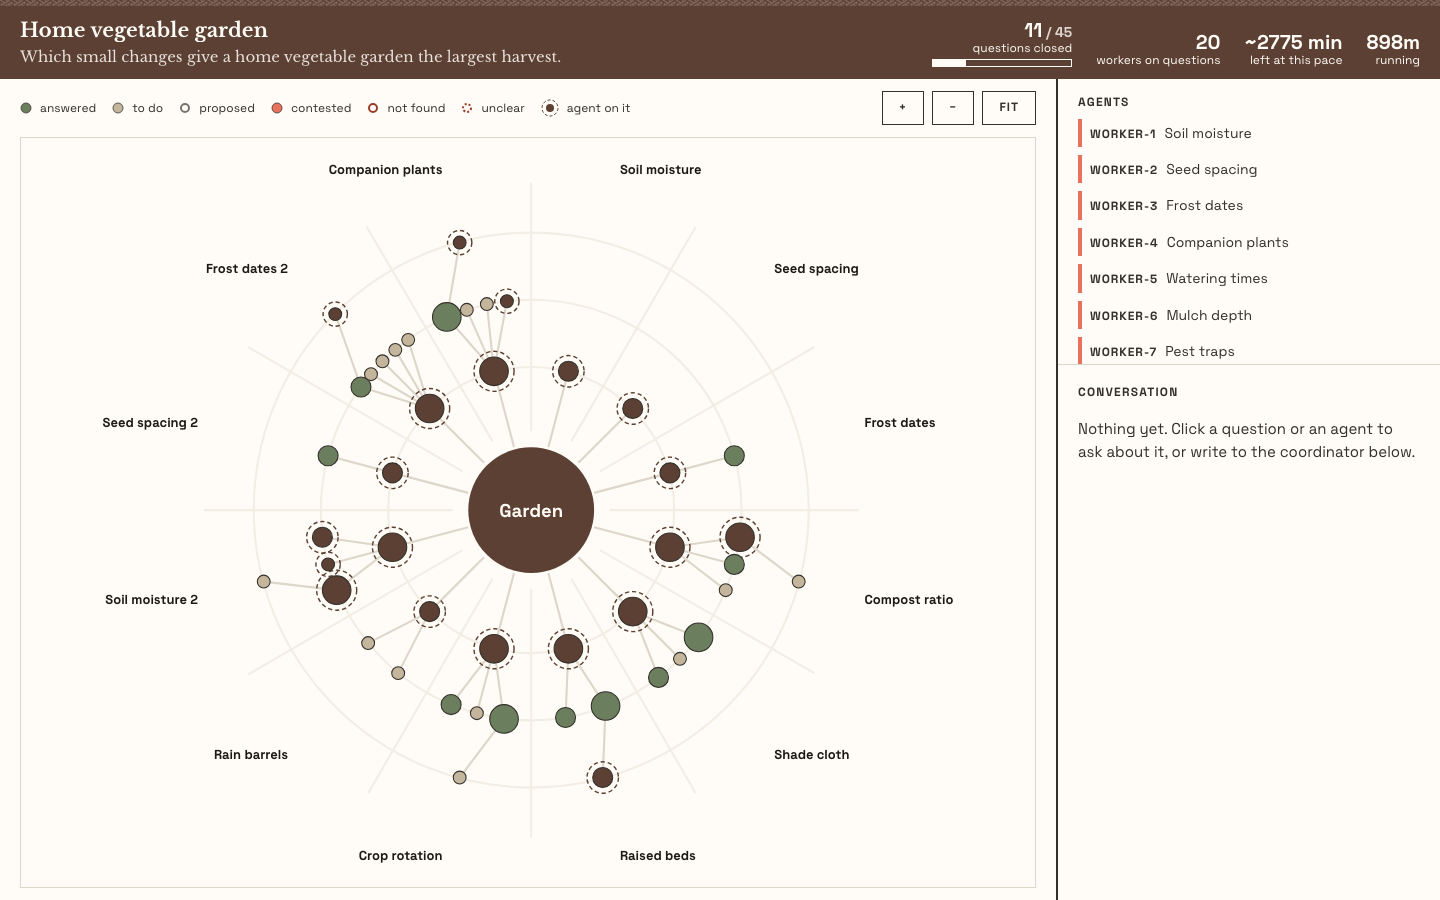 Home vegetable garden
Which small changes give a home vegetable garden the largest harvest.
11 / 45
questions closed
20
workers on questions
~2775 min
left at this pace
898m
running
answered
to do
proposed
contested
not found
unclear
agent on it
+
−
FIT
Companion plants
Soil moisture
Frost dates 2
Seed spacing
Seed spacing 2
Frost dates
Garden
Soil moisture 2
Compost ratio
Rain barrels
Shade cloth
Crop rotation
Raised beds
AGENTS
WORKER-1 Soil moisture
WORKER-2 Seed spacing
WORKER-3 Frost dates
WORKER-4 Companion plants
WORKER-5 Watering times
WORKER-6 Mulch depth
WORKER-7 Pest traps
CONVERSATION
Nothing yet. Click a question or an agent to
ask about it, or write to the coordinator below.